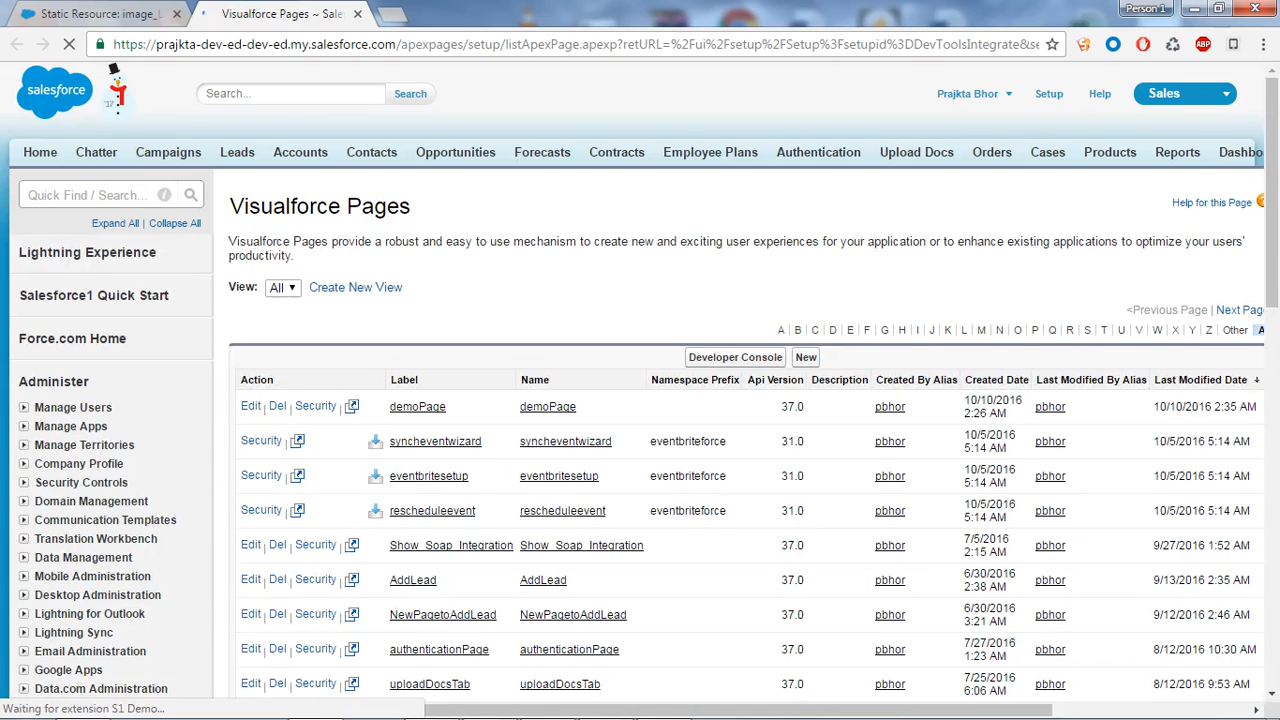 Static Resource: image_L
Visualforce Pages ~ Sale
Person 1
https://prajkta-dev-ed-dev-ed.my.salesforce.com/apexpages/setup/listApexPage.apexp?retURL=%2Fui%2Fsetup%2FSetup%3Fsetupid%3DDevToolsIntegrate&se
ABP
salesforce
'17
Search...
Search
Prajkta Bhor
Setup
Help
Sales
Home Chatter Campaigns Leads Accounts Contacts Opportunities Forecasts Contracts Employee Plans Authentication Upload Docs Orders Cases Products Reports Dashbo
Quick Find / Search...
Expand All | Collapse All
Lightning Experience
Salesforce1 Quick Start
Force.com Home
Administer
Manage Users
Manage Apps
Manage Territories
Company Profile
Security Controls
Domain Management
Communication Templates
Translation Workbench
Data Management
Mobile Administration
Desktop Administration
Lightning for Outlook
Lightning Sync
Email Administration
Google Apps
Data.com Administration
Visualforce Pages
Help for this Page
Visualforce Pages provide a robust and easy to use mechanism to create new and exciting user experiences for your application or to enhance existing applications to optimize your users'
productivity.
View: All Create New View
<Previous Page | Next Pag
A | B | C | D | E | F | G | H | I | J | K | L | M | N | O | P | Q | R | S | T | U | V | W | X | Y | Z | Other A
Developer Console New
Action Label Name Namespace Prefix Api Version Description Created By Alias Created Date Last Modified By Alias Last Modified Date
Edit | Del | Security | demoPage demoPage 37.0 pbhor 10/10/2016 2:26 AM pbhor 10/10/2016 2:35 AM
Security | syncheventwizard syncheventwizard eventbriteforce 31.0 pbhor 10/5/2016 5:14 AM pbhor 10/5/2016 5:14 AM
Security | eventbritesetup eventbritesetup eventbriteforce 31.0 pbhor 10/5/2016 5:14 AM pbhor 10/5/2016 5:14 AM
Security | rescheduleevent rescheduleevent eventbriteforce 31.0 pbhor 10/5/2016 5:14 AM pbhor 10/5/2016 5:14 AM
Edit | Del | Security | Show_Soap_Integration Show_Soap_Integration 37.0 pbhor 7/5/2016 2:15 AM pbhor 9/27/2016 1:52 AM
Edit | Del | Security | AddLead AddLead 37.0 pbhor 6/30/2016 2:38 AM pbhor 9/13/2016 2:35 AM
Edit | Del | Security | NewPagetoAddLead NewPagetoAddLead 37.0 pbhor 6/30/2016 3:21 AM pbhor 9/12/2016 2:46 AM
Edit | Del | Security | authenticationPage authenticationPage 37.0 pbhor 7/27/2016 1:23 AM pbhor 8/12/2016 10:30 AM
Edit | Del | Security | uploadDocsTab uploadDocsTab 37.0 pbhor 7/25/2016 6:06 AM pbhor 8/12/2016 9:53 AM
Waiting for extension S1 Demo...